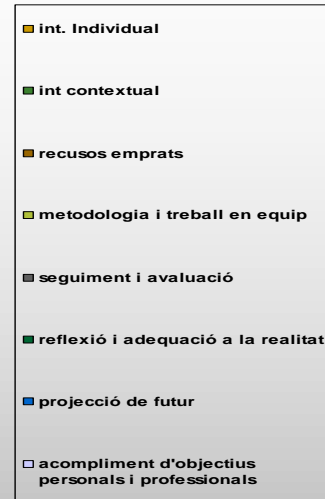 int. Individual
int contextual
recusos emprats
metodologia i treball en equip
seguiment i avaluació
reflexió i adequació a la realitat
projecció de futur
acompliment d'objectius
personals i professionals